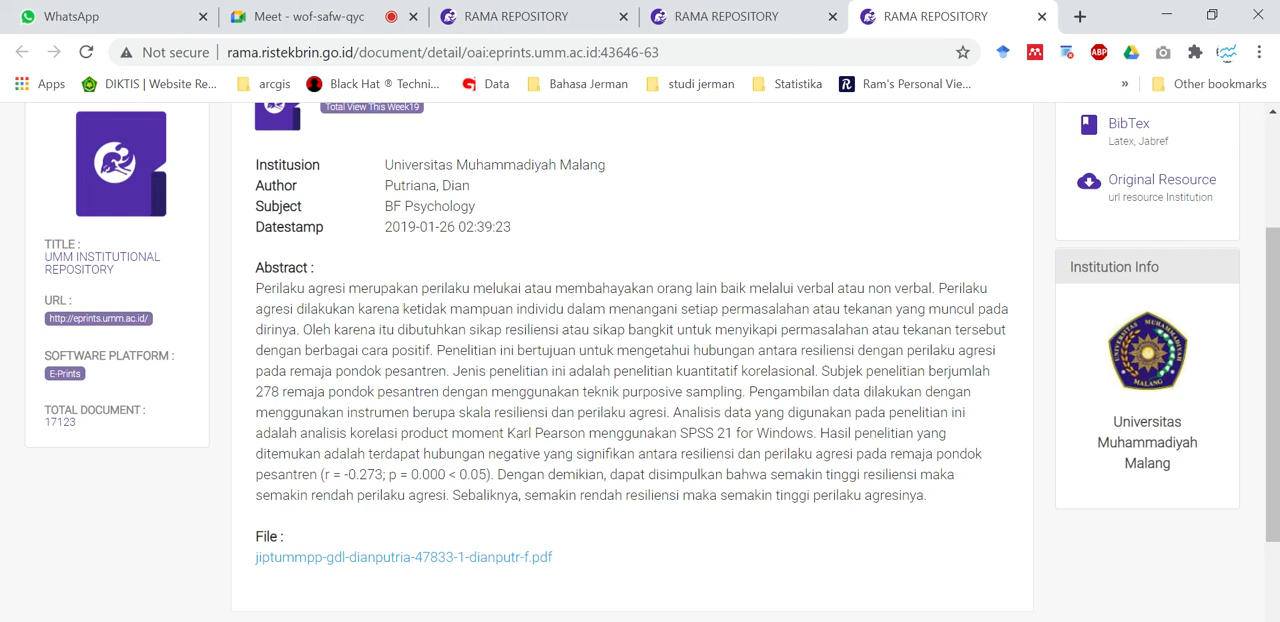 WhatsApp
Meet - wof-safw-qyc
RAMA REPOSITORY
RAMA REPOSITORY
RAMA REPOSITORY
Not secure
rama.ristekbrin.go.id/document/detail/oai:eprints.umm.ac.id:43646-63
ABP
Apps
DIKTIS | Website Re...
arcgis
Black Hat ® Techni...
Data
Bahasa Jerman
studi jerman
Statistika
Ram's Personal Vie...
»
Other bookmarks
TITLE :
UMM INSTITUTIONAL
REPOSITORY
URL :
http://eprints.umm.ac.id/
SOFTWARE PLATFORM :
E-Prints
TOTAL DOCUMENT :
17123
Total View This Week19
Institusion Universitas Muhammadiyah Malang
Author Putriana, Dian
Subject BF Psychology
Datestamp 2019-01-26 02:39:23
Abstract :
Perilaku agresi merupakan perilaku melukai atau membahayakan orang lain baik melalui verbal atau non verbal. Perilaku
agresi dilakukan karena ketidak mampuan individu dalam menangani setiap permasalahan atau tekanan yang muncul pada
dirinya. Oleh karena itu dibutuhkan sikap resiliensi atau sikap bangkit untuk menyikapi permasalahan atau tekanan tersebut
dengan berbagai cara positif. Penelitian ini bertujuan untuk mengetahui hubungan antara resiliensi dengan perilaku agresi
pada remaja pondok pesantren. Jenis penelitian ini adalah penelitian kuantitatif korelasional. Subjek penelitian berjumlah
278 remaja pondok pesantren dengan menggunakan teknik purposive sampling. Pengambilan data dilakukan dengan
menggunakan instrumen berupa skala resiliensi dan perilaku agresi. Analisis data yang digunakan pada penelitian ini
adalah analisis korelasi product moment Karl Pearson menggunakan SPSS 21 for Windows. Hasil penelitian yang
ditemukan adalah terdapat hubungan negative yang signifikan antara resiliensi dan perilaku agresi pada remaja pondok
pesantren (r = -0.273; p = 0.000 < 0.05). Dengan demikian, dapat disimpulkan bahwa semakin tinggi resiliensi maka
semakin rendah perilaku agresi. Sebaliknya, semakin rendah resiliensi maka semakin tinggi perilaku agresinya.
File :
jiptummpp-gdl-dianputria-47833-1-dianputr-f.pdf
BibTex
Latex, Jabref
Original Resource
url resource Institution
Institution Info
UNIVERSITAS MUHAMMADIYAH
MALANG
Universitas
Muhammadiyah
Malang